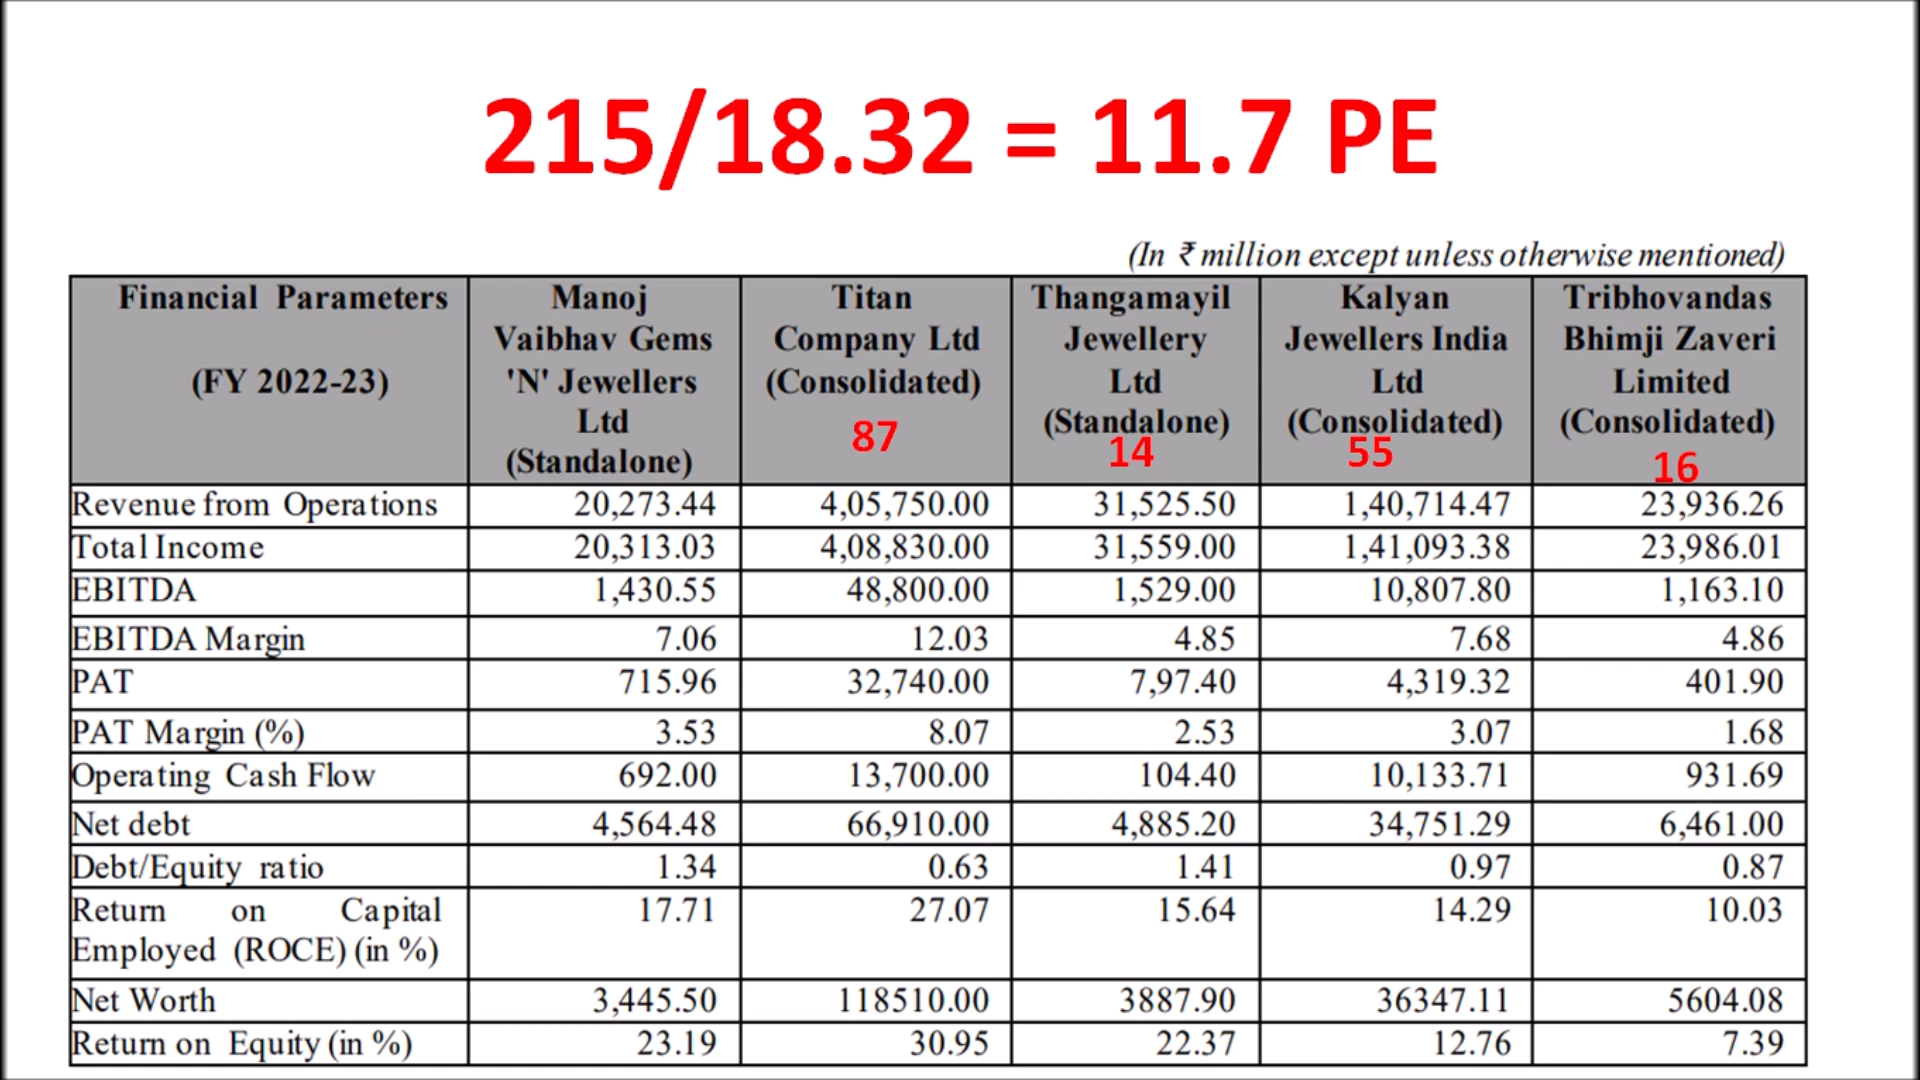 215/18.32 = 11.7 PE
(In ₹ million except unless otherwise mentioned)
Financial Parameters (FY 2022-23) | Manoj Vaibhav Gems 'N' Jewellers Ltd (Standalone) | Titan Company Ltd (Consolidated) 87 | Thangamayil Jewellery Ltd (Standalone) 14 | Kalyan Jewellers India Ltd (Consolidated) 55 | Tribhovandas Bhimji Zaveri Limited (Consolidated) 16
Revenue from Operations | 20,273.44 | 4,05,750.00 | 31,525.50 | 1,40,714.47 | 23,936.26
Total Income | 20,313.03 | 4,08,830.00 | 31,559.00 | 1,41,093.38 | 23,986.01
EBITDA | 1,430.55 | 48,800.00 | 1,529.00 | 10,807.80 | 1,163.10
EBITDA Margin | 7.06 | 12.03 | 4.85 | 7.68 | 4.86
PAT | 715.96 | 32,740.00 | 7,97.40 | 4,319.32 | 401.90
PAT Margin (%) | 3.53 | 8.07 | 2.53 | 3.07 | 1.68
Operating Cash Flow | 692.00 | 13,700.00 | 104.40 | 10,133.71 | 931.69
Net debt | 4,564.48 | 66,910.00 | 4,885.20 | 34,751.29 | 6,461.00
Debt/Equity ratio | 1.34 | 0.63 | 1.41 | 0.97 | 0.87
Return on Capital Employed (ROCE) (in %) | 17.71 | 27.07 | 15.64 | 14.29 | 10.03
Net Worth | 3,445.50 | 118510.00 | 3887.90 | 36347.11 | 5604.08
Return on Equity (in %) | 23.19 | 30.95 | 22.37 | 12.76 | 7.39